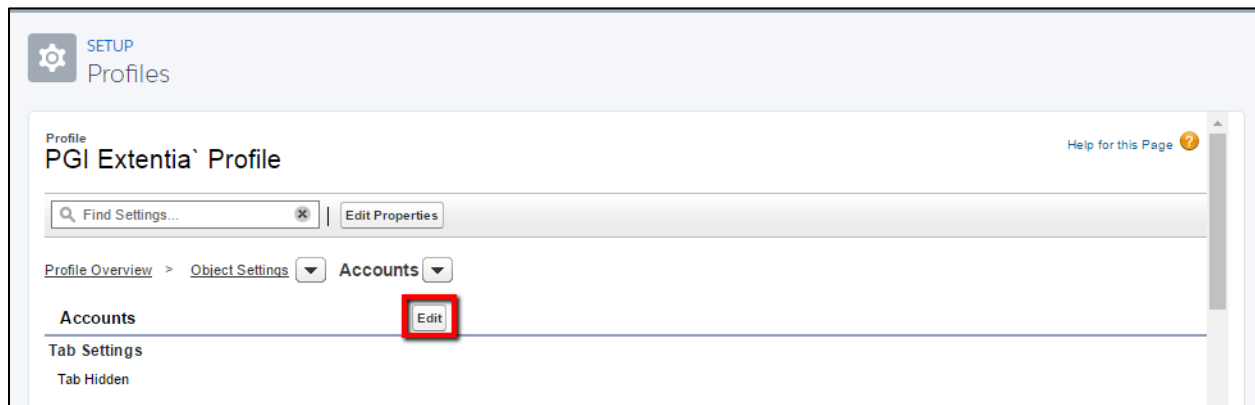 SETUP
Profiles
Profile
PGI Extentia` Profile
Help for this Page ?
Find Settings... | Edit Properties
Profile Overview > Object Settings Accounts
Accounts Edit
Tab Settings
Tab Hidden